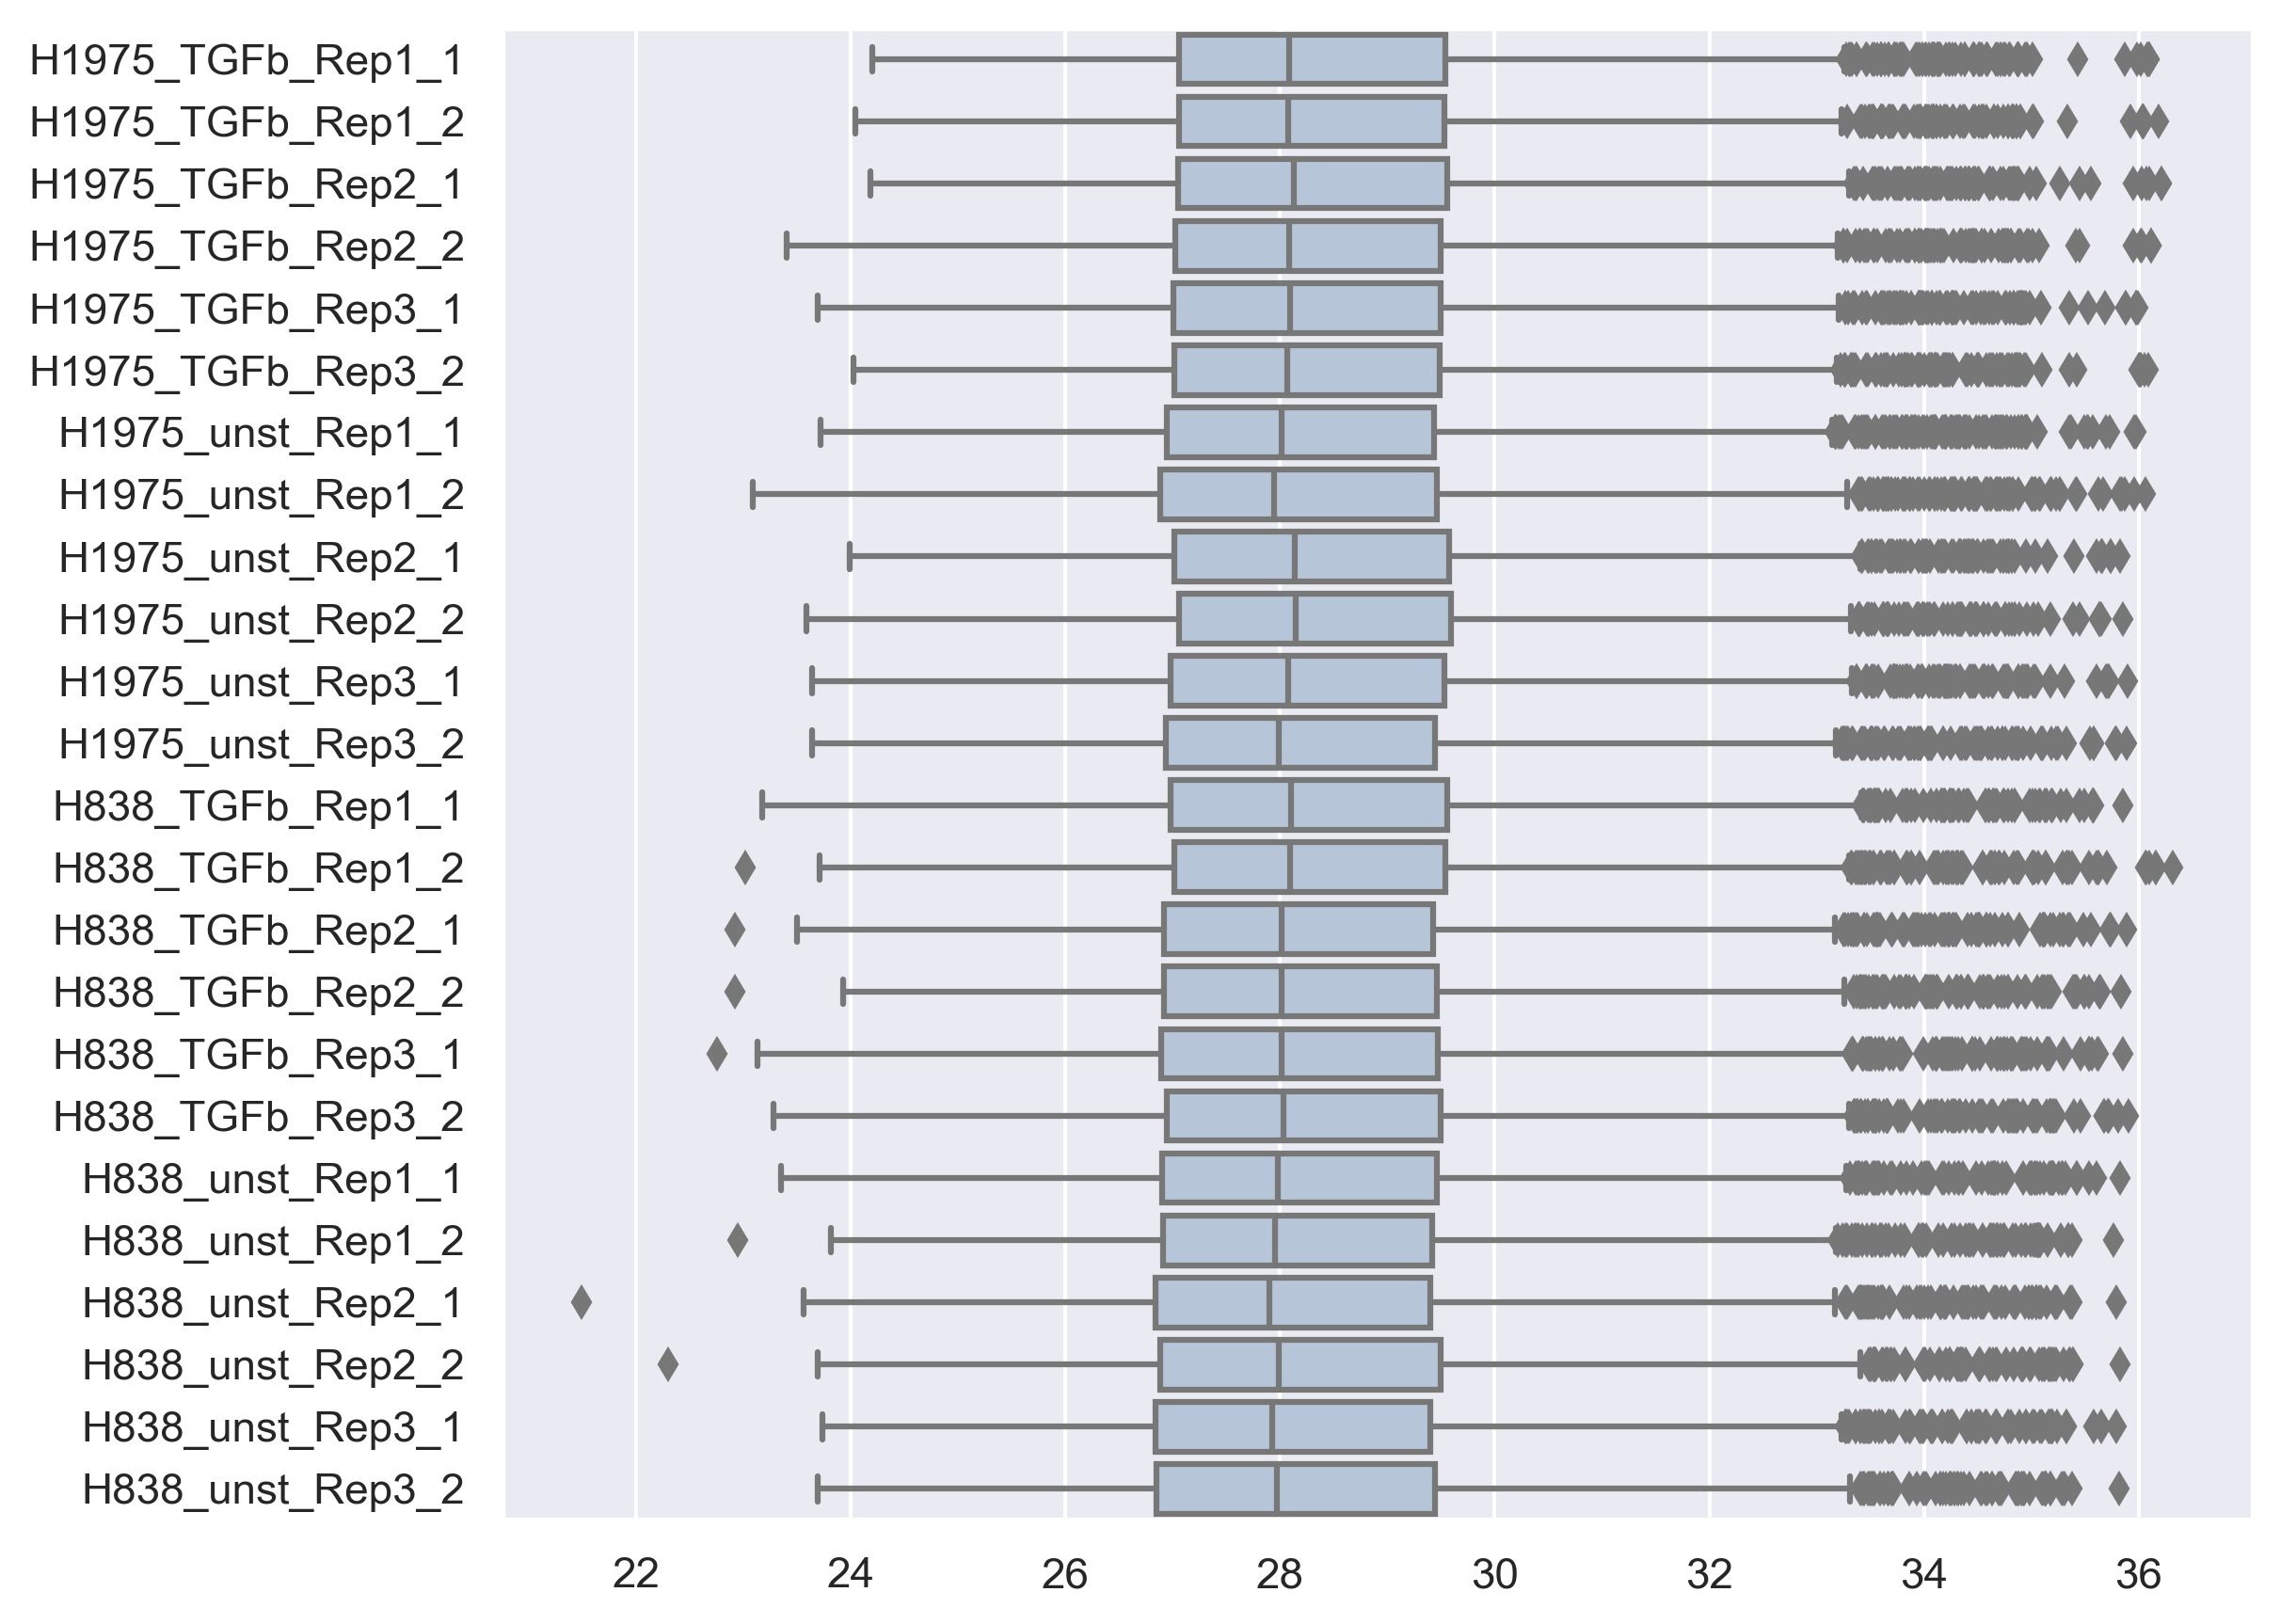 H1975_TGFb_Rep1_1
H1975_TGFb_Rep1_2
H1975_TGFb_Rep2_1
H1975_TGFb_Rep2_2
H1975_TGFb_Rep3_1
H1975_TGFb_Rep3_2
H1975_unst_Rep1_1
H1975_unst_Rep1_2
H1975_unst_Rep2_1
H1975_unst_Rep2_2
H1975_unst_Rep3_1
H1975_unst_Rep3_2
H838_TGFb_Rep1_1
H838_TGFb_Rep1_2
H838_TGFb_Rep2_1
H838_TGFb_Rep2_2
H838_TGFb_Rep3_1
H838_TGFb_Rep3_2
H838_unst_Rep1_1
H838_unst_Rep1_2
H838_unst_Rep2_1
H838_unst_Rep2_2
H838_unst_Rep3_1
H838_unst_Rep3_2
22 24 26 28 30 32 34 36